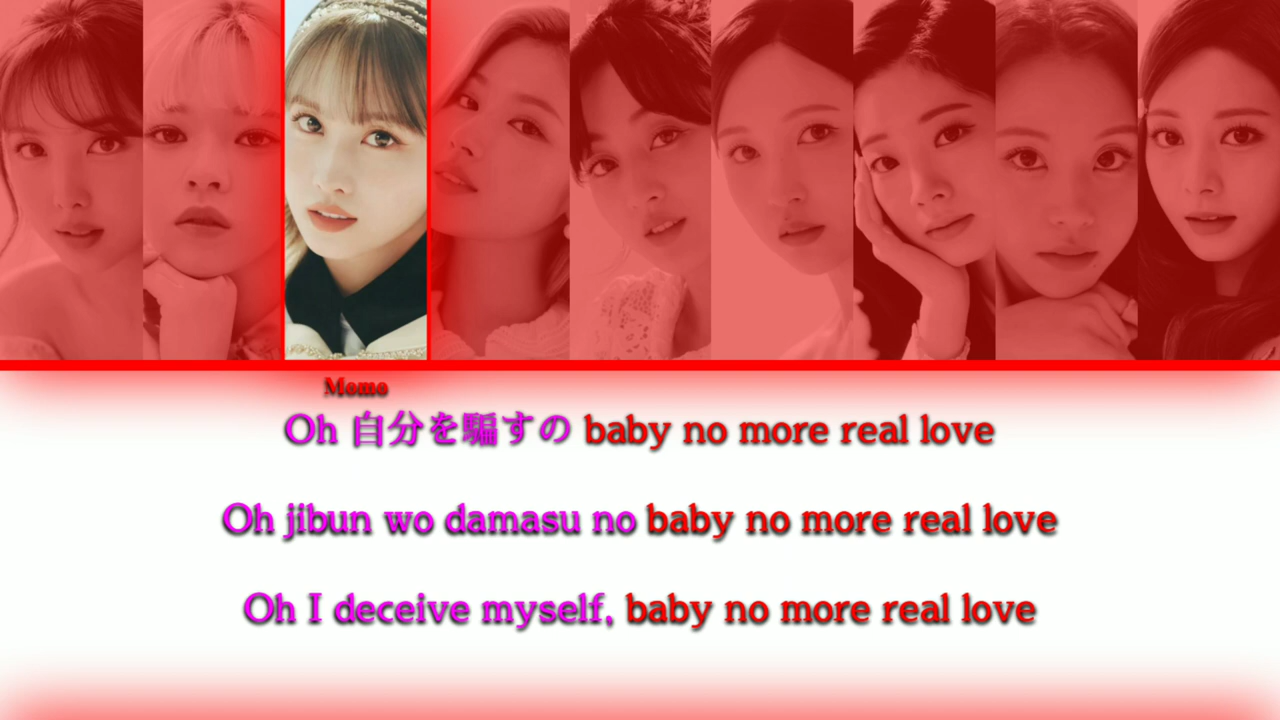 Momo
Oh 自分を騙すの baby no more real love
Oh jibun wo damasu no baby no more real love
Oh I deceive myself, baby no more real love